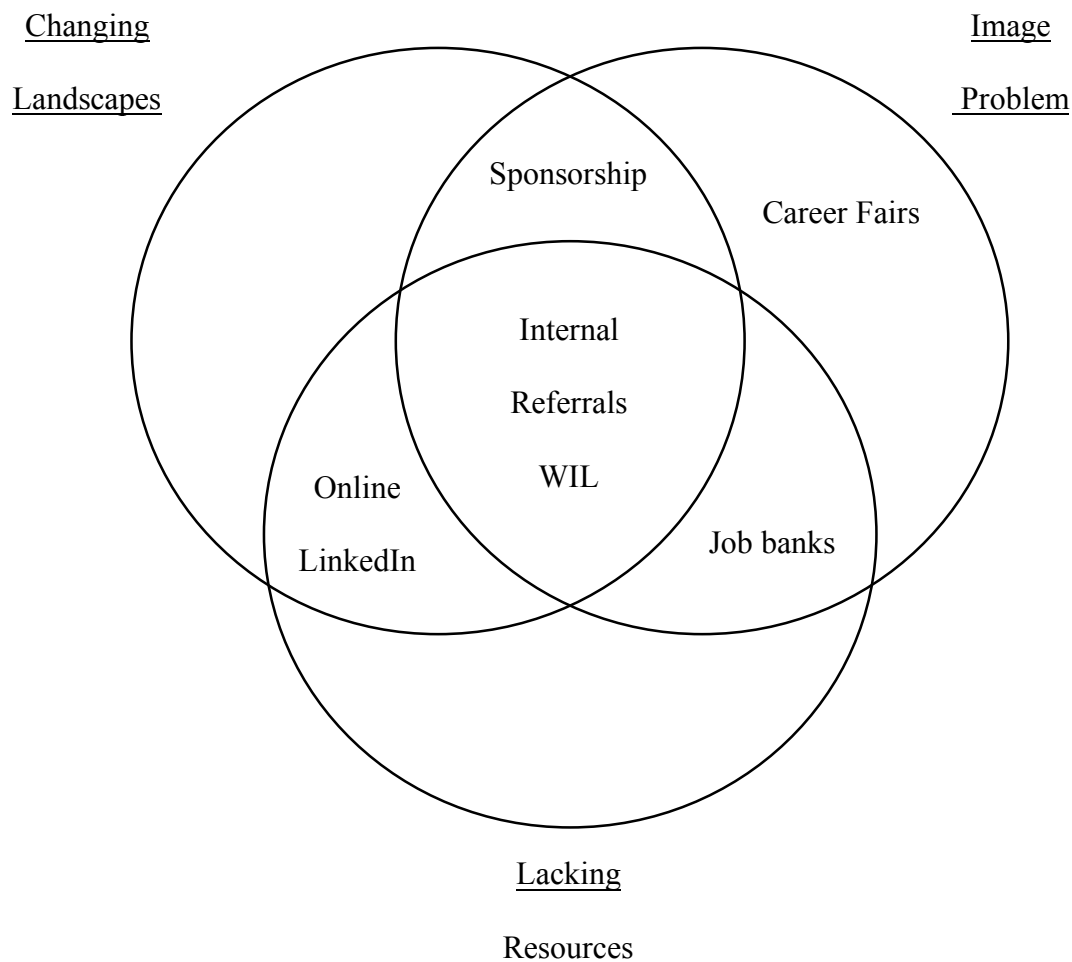 Changing
Landscapes
Image
Problem
Sponsorship
Career Fairs
Internal
Referrals
WIL
Online
LinkedIn
Job banks
Lacking
Resources